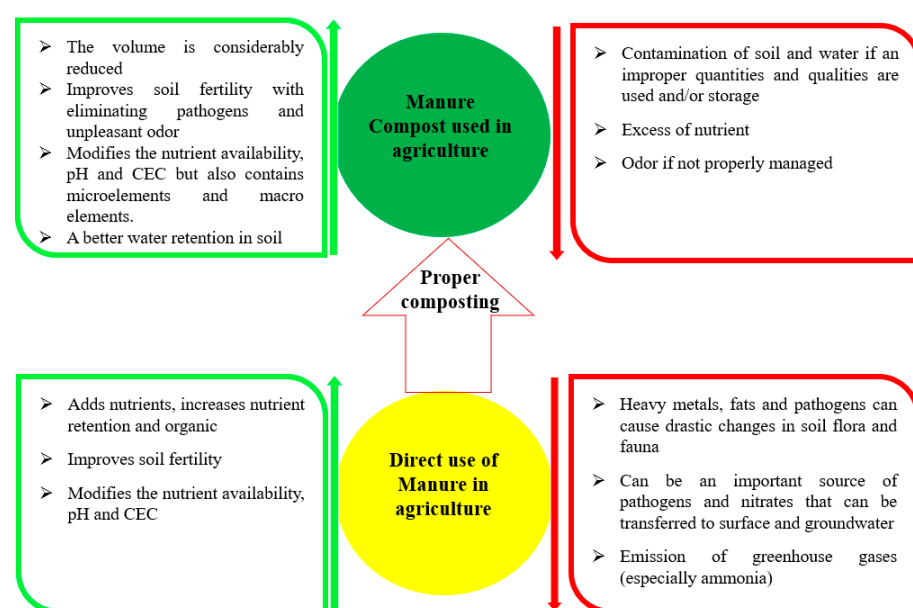 ➢ The volume is considerably
reduced
➢ Improves soil fertility with
eliminating pathogens and
unpleasant odor
➢ Modifies the nutrient availability,
pH and CEC but also contains
microelements and macro
elements.
➢ A better water retention in soil
Manure
Compost used in
agriculture
➢ Contamination of soil and water if an
improper quantities and qualities are
used and/or storage
➢ Excess of nutrient
➢ Odor if not properly managed
Proper
composting
➢ Adds nutrients, increases nutrient
retention and organic
➢ Improves soil fertility
➢ Modifies the nutrient availability,
pH and CEC
Direct use of
Manure in
agriculture
➢ Heavy metals, fats and pathogens can
cause drastic changes in soil flora and
fauna
➢ Can be an important source of
pathogens and nitrates that can be
transferred to surface and groundwater
➢ Emission of greenhouse gases
(especially ammonia)